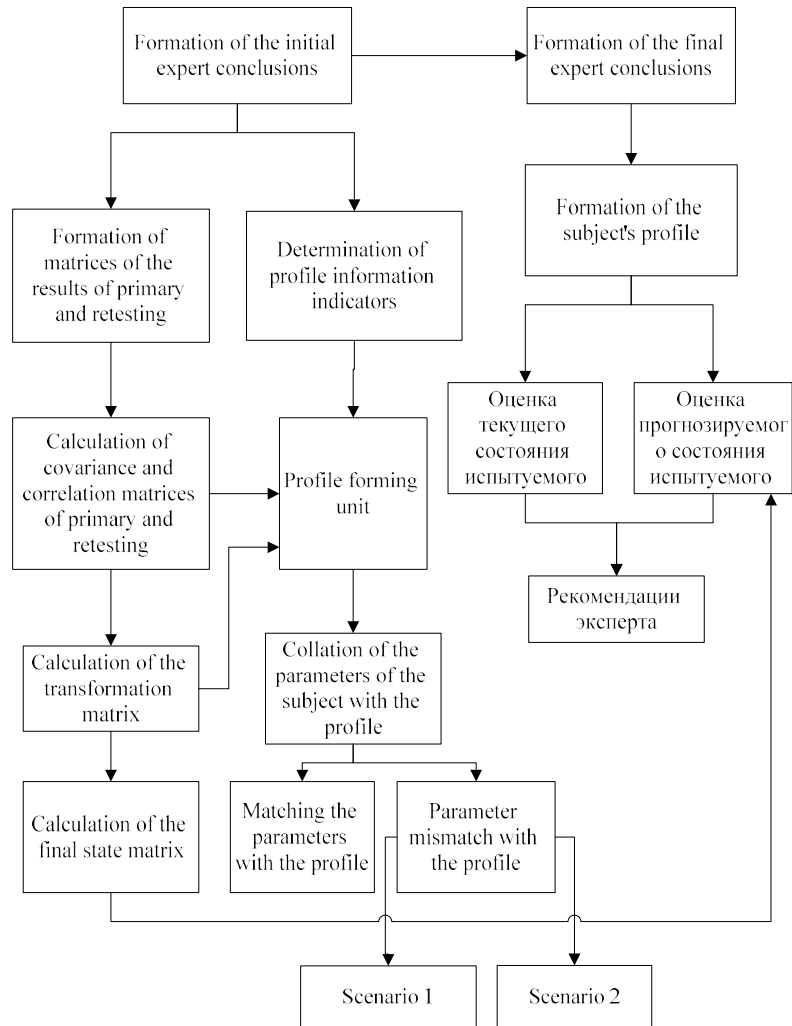 Formation of the initial
expert conclusions
Formation of the final
expert conclusions
Formation of
matrices of the
results of primary
and retesting
Determination of
profile information
indicators
Formation of the
subject's profile
Оценка
текущего
состояния
испытуемого
Оценка
прогнозируемог
о состояния
испытуемого
Calculation of
covariance and
correlation matrices
of primary and
retesting
Profile forming
unit
Рекомендации
эксперта
Calculation of the
transformation
matrix
Collation of the
parameters of the
subject with the
profile
Calculation of the
final state matrix
Matching the
parameters
with the profile
Parameter
mismatch with
the profile
Scenario 1
Scenario 2